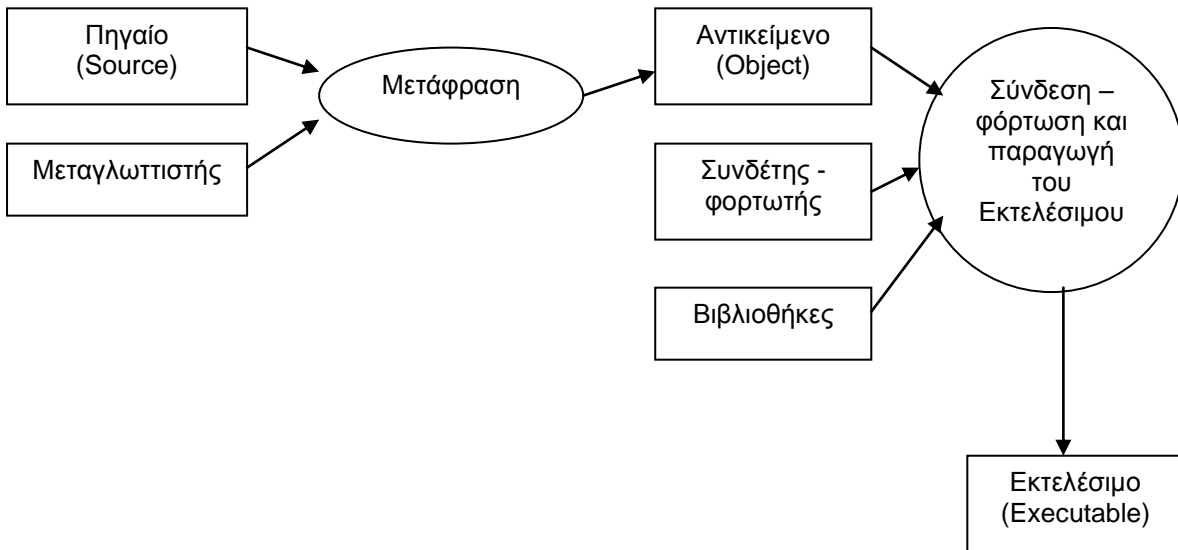 Πηγαίο
(Source)
Μεταγλωττιστής
Μετάφραση
Αντικείμενο
(Object)
Συνδέτης -
φορτωτής
Βιβλιοθήκες
Σύνδεση –
φόρτωση και
παραγωγή
του
Εκτελέσιμου
Εκτελέσιμο
(Executable)